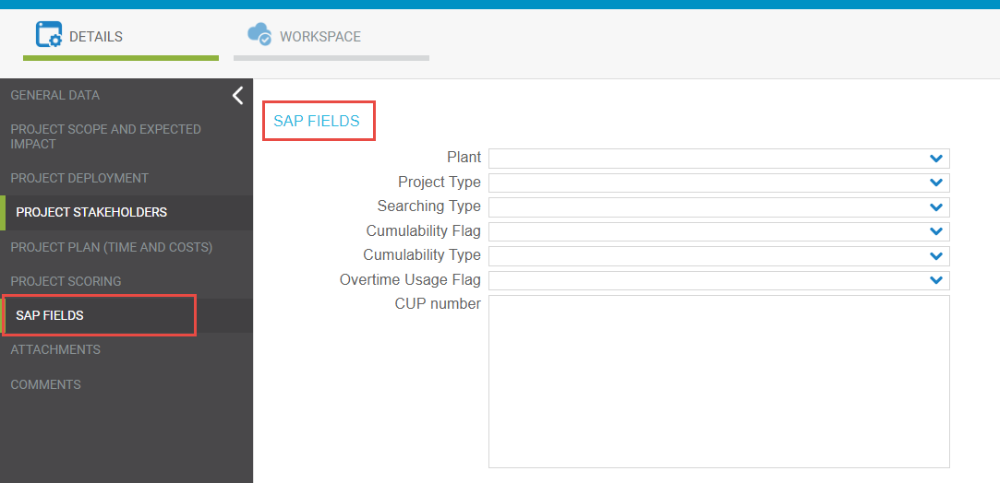 DETAILS
WORKSPACE
GENERAL DATA
PROJECT SCOPE AND EXPECTED
IMPACT
PROJECT DEPLOYMENT
PROJECT STAKEHOLDERS
PROJECT PLAN (TIME AND COSTS)
PROJECT SCORING
SAP FIELDS
ATTACHMENTS
COMMENTS
SAP FIELDS
Plant
Project Type
Searching Type
Cumulability Flag
Cumulability Type
Overtime Usage Flag
CUP number